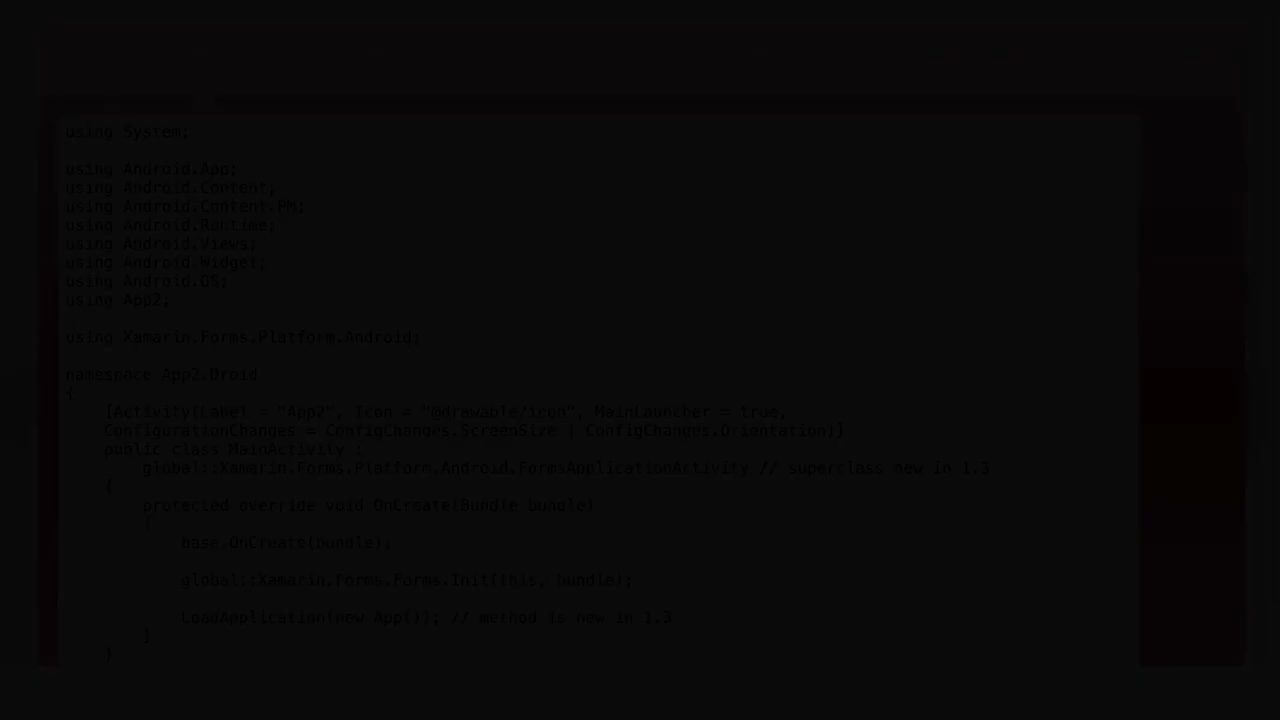 using System;
using Android.App;
using Android.Content;
using Android.Content.PM;
using Android.Runtime;
using Android.Views;
using Android.Widget;
using Android.OS;
using App2;
using Xamarin.Forms.Platform.Android;
namespace App2.Droid
{
[Activity(Label = "App2", Icon = "@drawable/icon", MainLauncher = true,
ConfigurationChanges = ConfigChanges.ScreenSize | ConfigChanges.Orientation)]
public class MainActivity :
global::Xamarin.Forms.Platform.Android.FormsApplicationActivity // superclass new in 1.3
{
protected override void OnCreate(Bundle bundle)
{
base.OnCreate(bundle);
global::Xamarin.Forms.Forms.Init(this, bundle);
LoadApplication(new App()); // method is new in 1.3
}
}